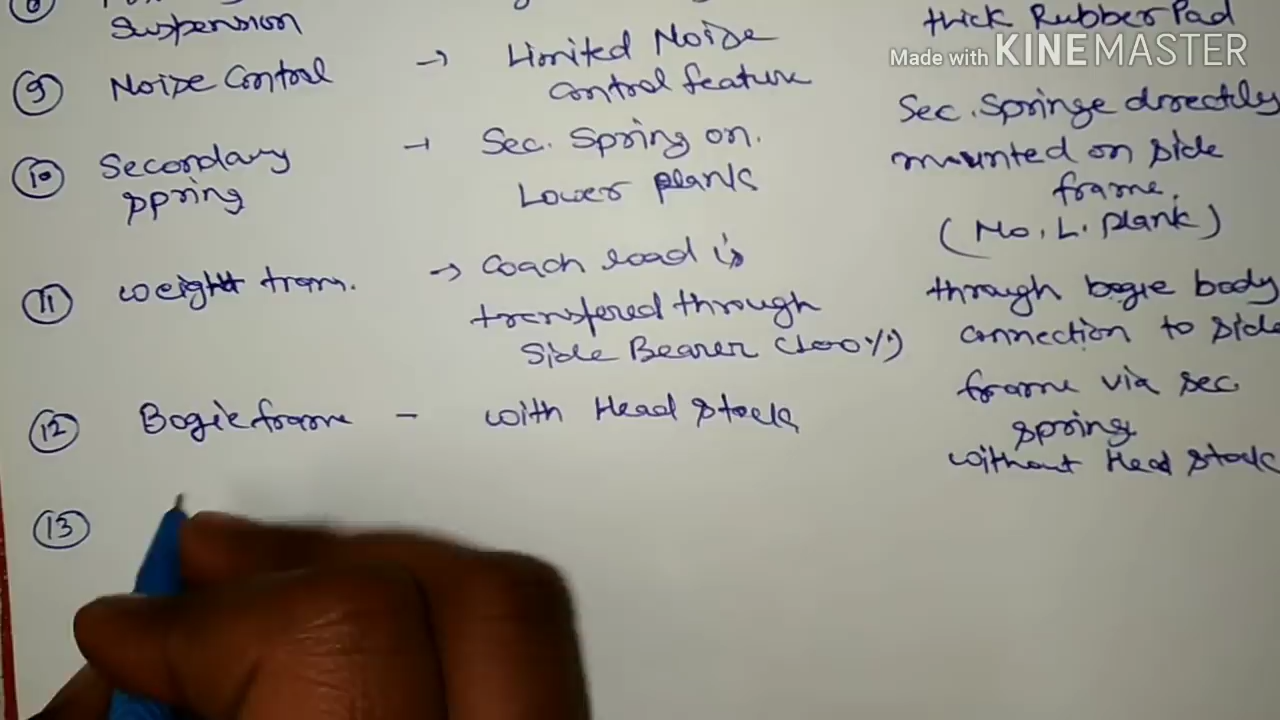 8
Suspension
thick Rubber Pad
Made with KINEMASTER
9 Noise Control → Limited Noise
Control feature
10 Secondary → Sec. Spring on.
spring Lower planks
Sec. Springe directly
mounted on side
frame.
(No. L. plank)
11 weight tran. → Coach load is
transfered through
Side Bearer (100%)
through bogie body
connection to side
frame via sec
spring
12 Bogie frame - with Head stock
without Head stock
13